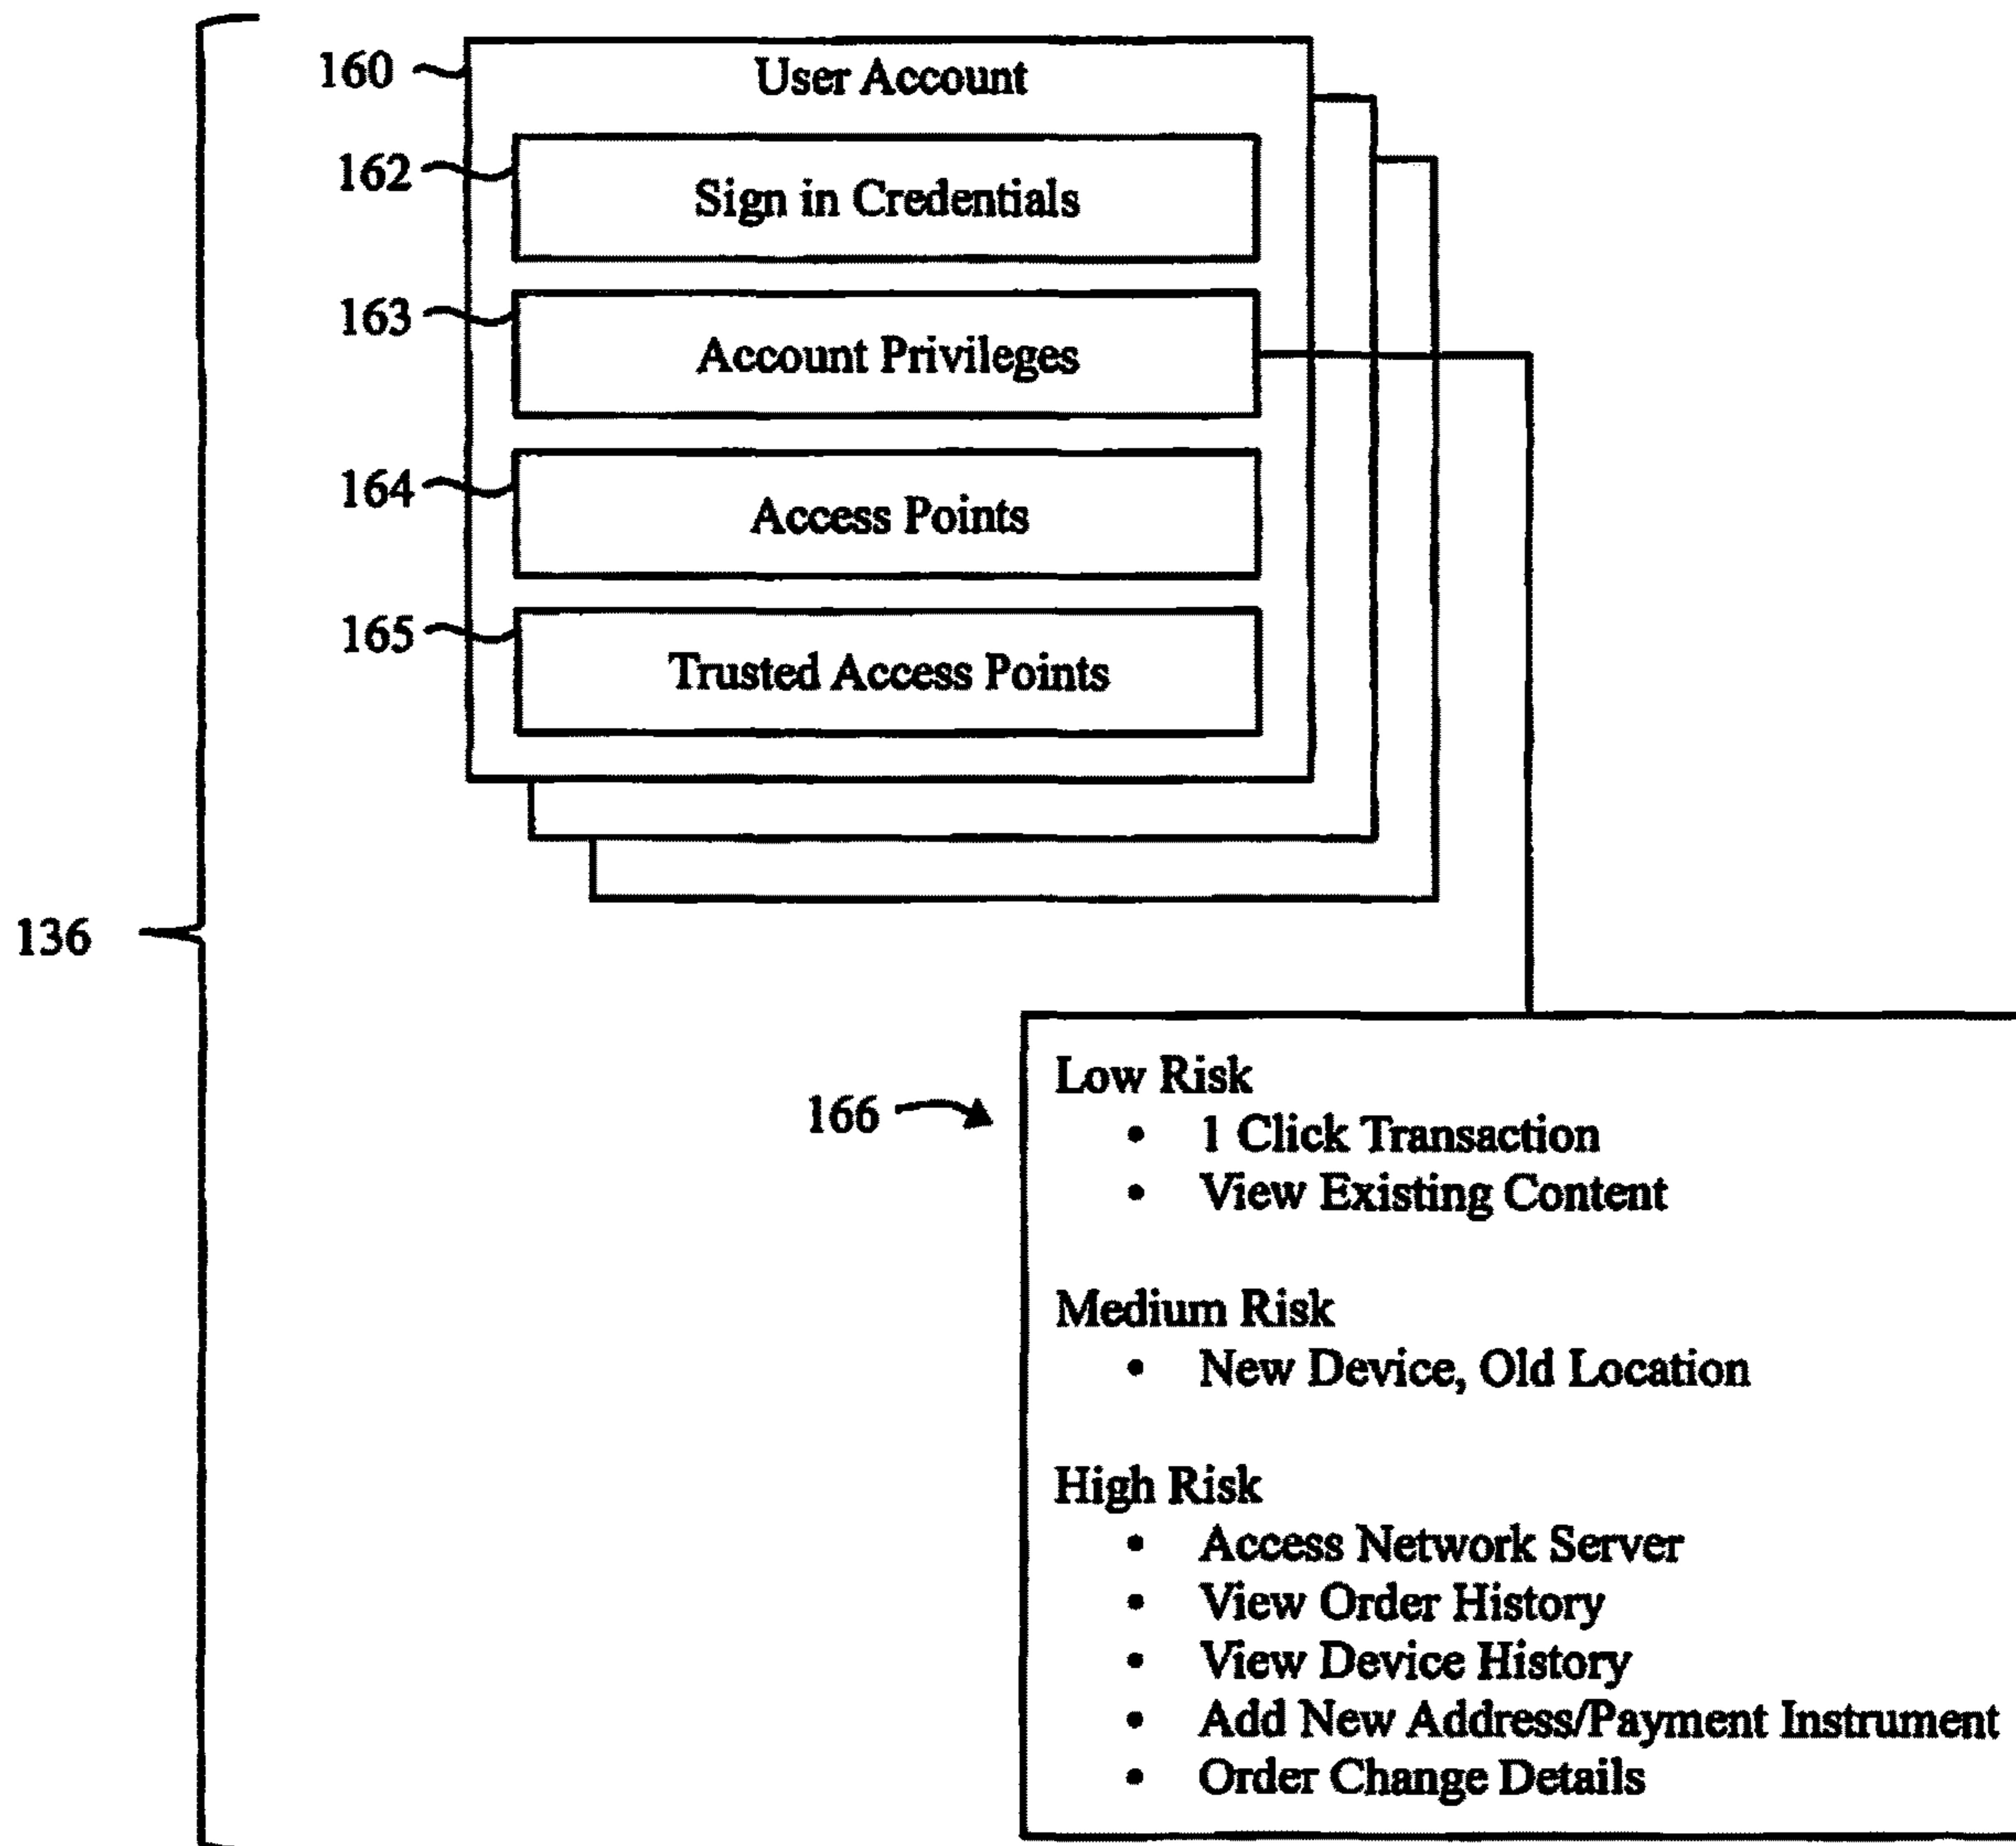 160
User Account
162
Sign in Credentials
163
Account Privileges
164
Access Points
165
Trusted Access Points
136
166
Low Risk
• 1 Click Transaction
• View Existing Content
Medium Risk
• New Device, Old Location
High Risk
• Access Network Server
• View Order History
• View Device History
• Add New Address/Payment Instrument
• Order Change Details